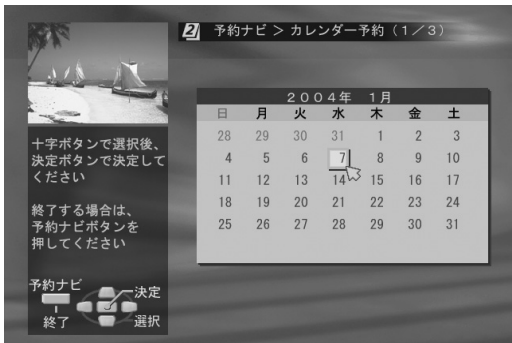 2 予約ナビ > カレンダー予約(1/3)
十字ボタンで選択後、
決定ボタンで決定して
ください
終了する場合は、
予約ナビボタンを
押してください
予約ナビ
終了
決定
選択
2004年 1月
日 月 火 水 木 金 土
28 29 30 31 1 2 3
4 5 6 7 8 9 10
11 12 13 14 15 16 17
18 19 20 21 22 23 24
25 26 27 28 29 30 31